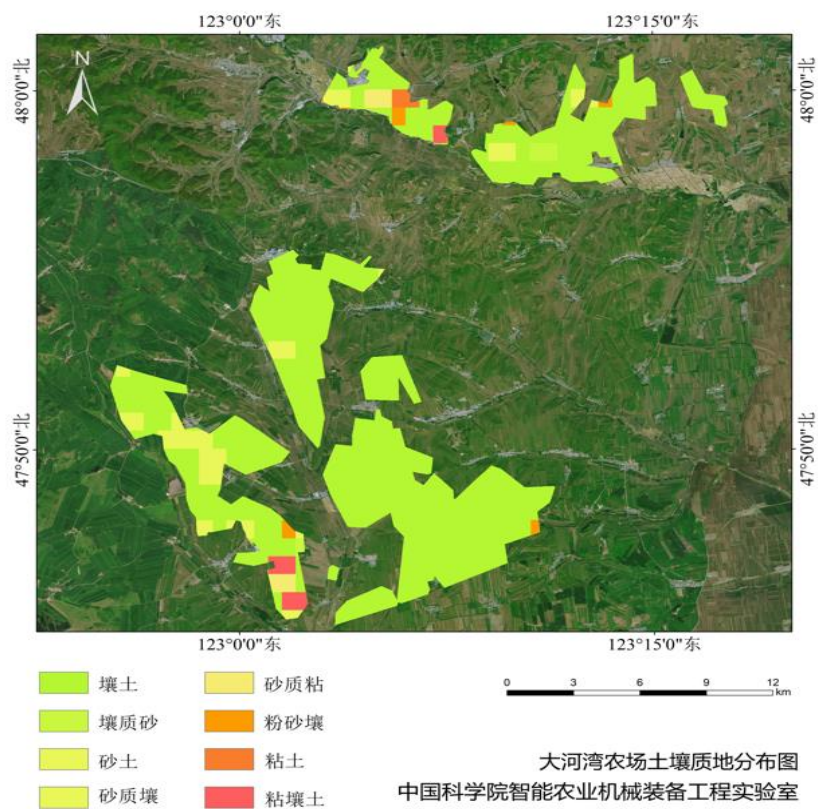 123°0'0"东
123°15'0"东
N
48°0'0"北
48°0'0"北
47°50'0"北
47°50'0"北
123°0'0"东
123°15'0"东
壤土
壤质砂
砂土
砂质壤
砂质粘
粉砂壤
粘土
粘壤土
0 3 6 9 12
km
大河湾农场土壤质地分布图
中国科学院智能农业机械装备工程实验室